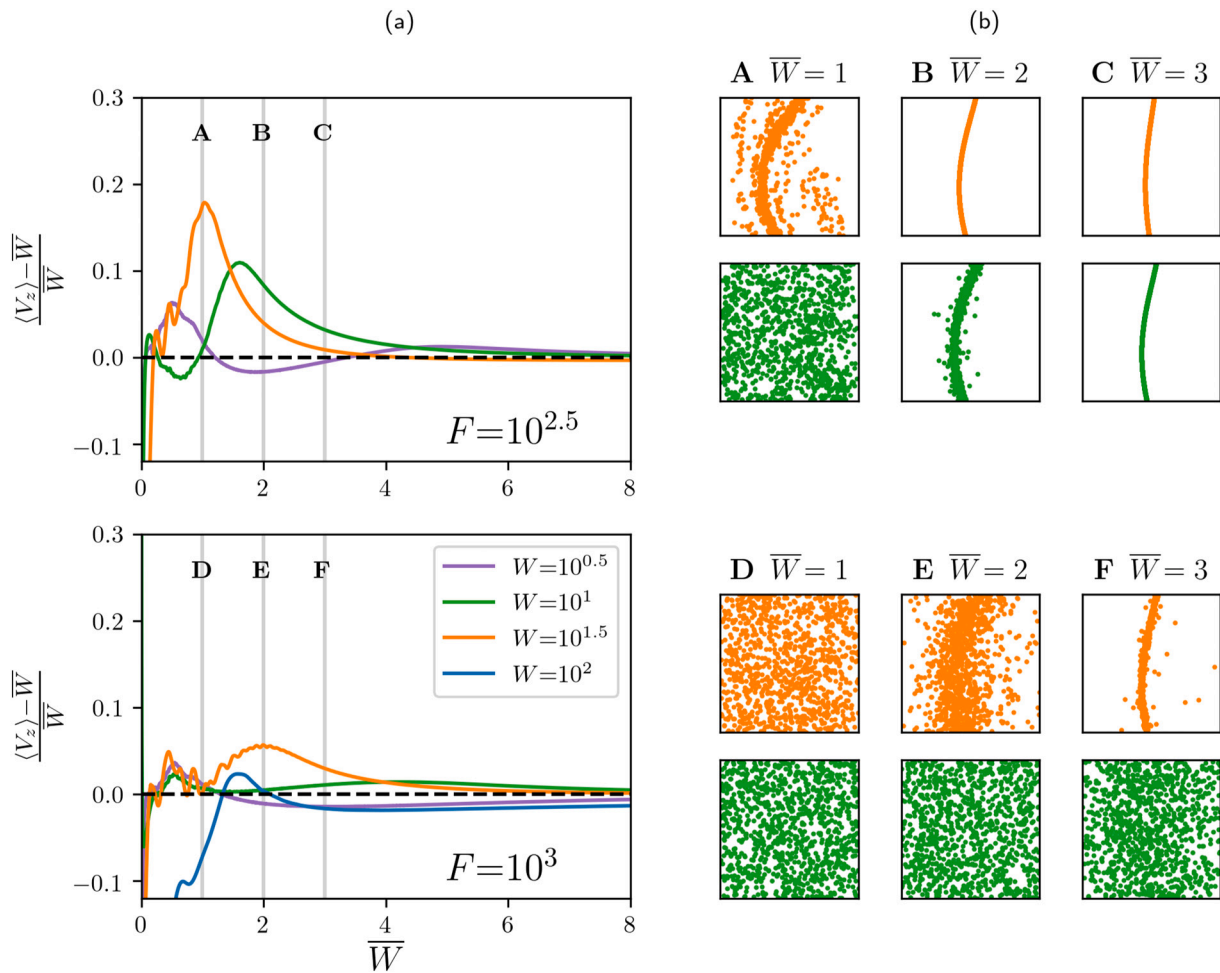 (a)
(b)
A W̅ = 1
B W̅ = 2
C W̅ = 3
0.3
0.2
0.1
0.0
−0.1
⟨V_z⟩−W̅
W̅
A
B
C
F=10^{2.5}
0
2
4
6
8
D W̅ = 1
E W̅ = 2
F W̅ = 3
0.3
0.2
0.1
0.0
−0.1
⟨V_z⟩−W̅
W̅
D
E
F
W=10^{0.5}
W=10^{1}
W=10^{1.5}
W=10^{2}
F=10^{3}
0
2
4
6
8
W̅